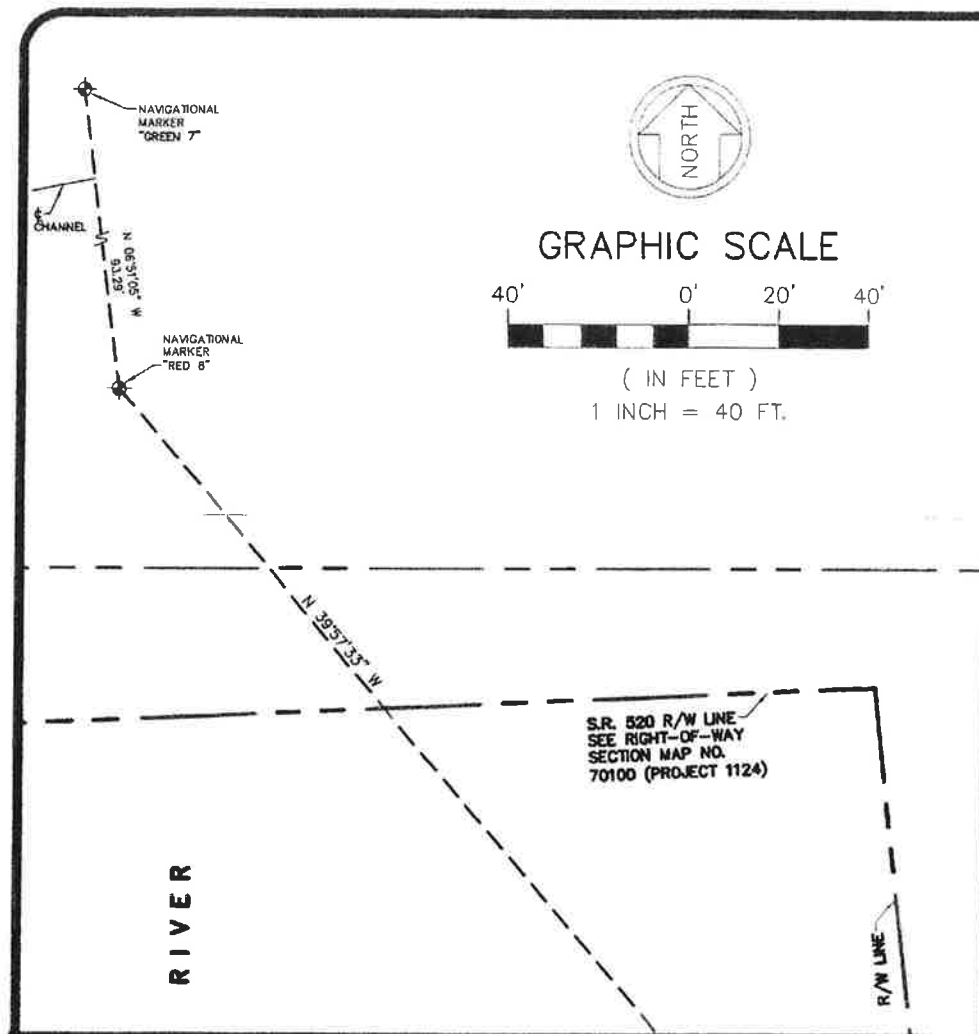 NAVIGATIONAL
MARKER
"GREEN 7"
NORTH
℄
CHANNEL
GRAPHIC SCALE
N 06°51'05" W
93.29'
40'
0'
20'
40'
NAVIGATIONAL
MARKER
"RED 8"
( IN FEET )
1 INCH = 40 FT.
N 39°57'33" W
S.R. 520 R/W LINE
SEE RIGHT-OF-WAY
SECTION MAP NO.
70100 (PROJECT 1124)
RIVER
R/W LINE